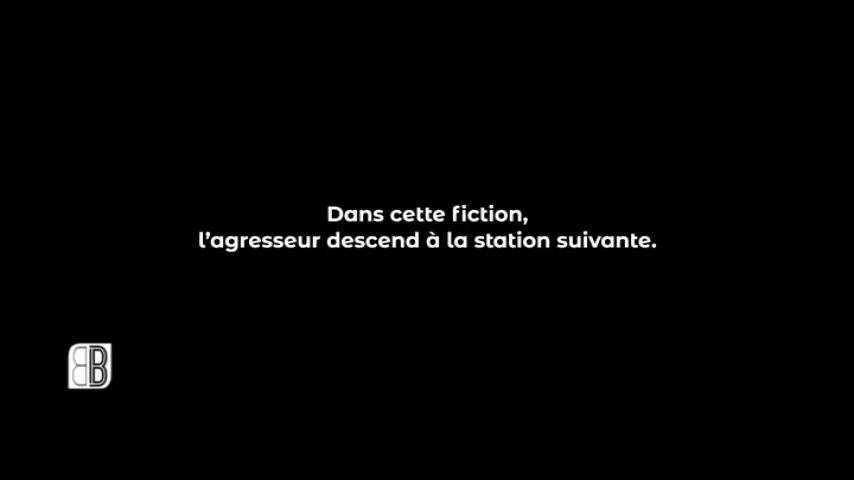 Dans cette fiction,
l’agresseur descend à la station suivante.
B